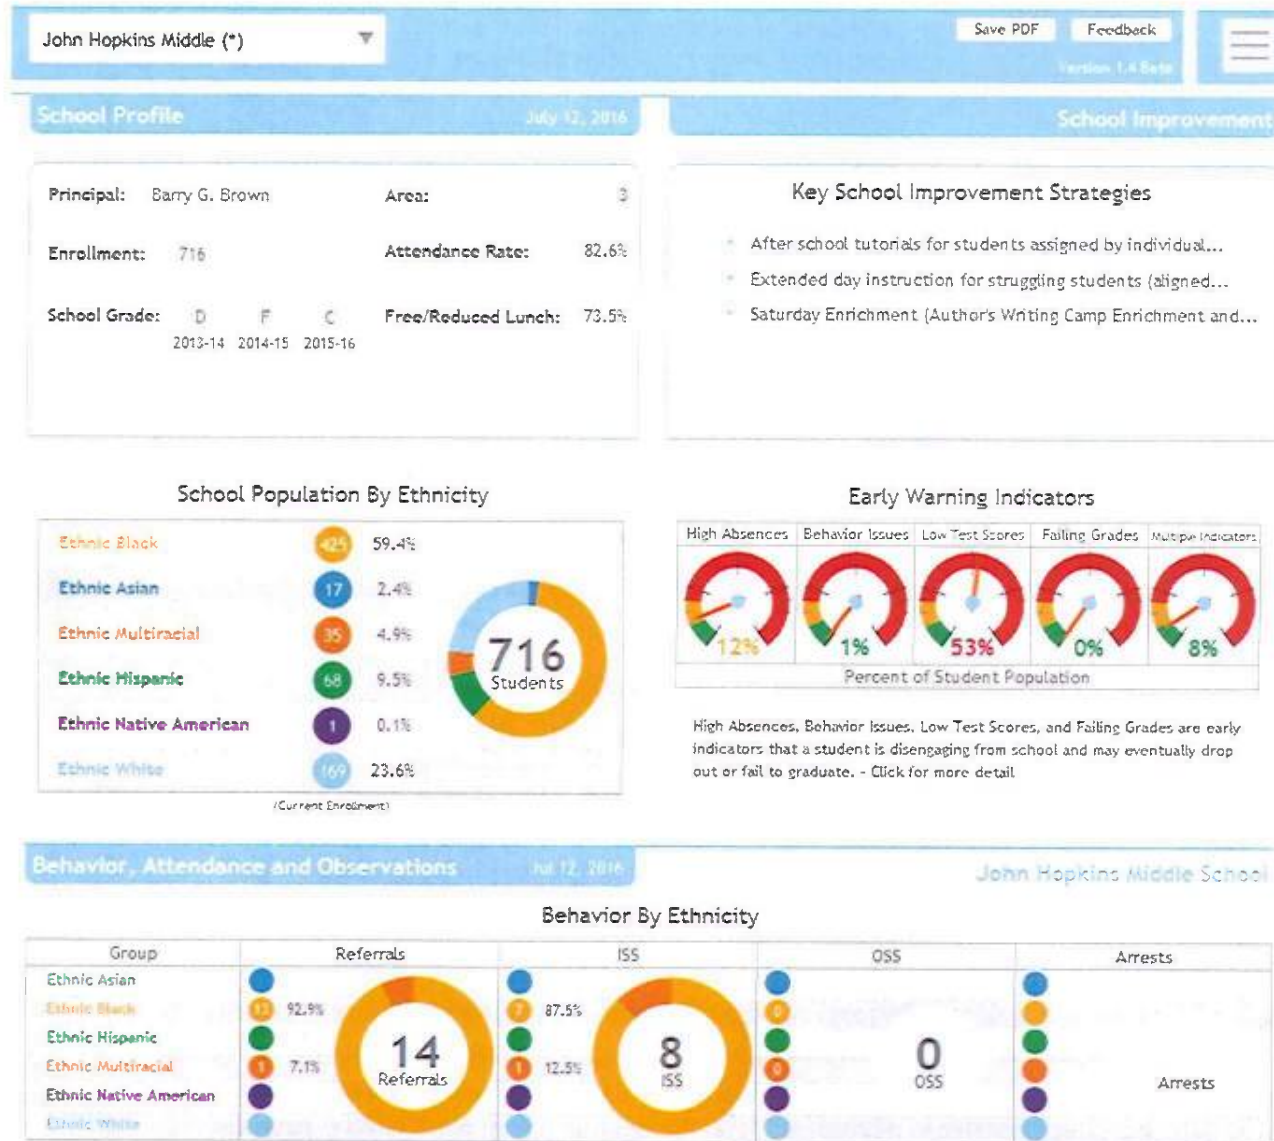 John Hopkins Middle (*)
Save PDF Feedback
Version 1.4 Beta
School Profile July 12, 2016
School Improvement
Principal: Barry G. Brown Area: 3
Enrollment: 716 Attendance Rate: 82.6%
School Grade: D F C Free/Reduced Lunch: 73.5%
2013-14 2014-15 2015-16
Key School Improvement Strategies
After school tutorials for students assigned by individual...
Extended day instruction for struggling students (aligned...
Saturday Enrichment (Author's Writing Camp Enrichment and...
School Population By Ethnicity
Ethnic Black 425 59.4%
Ethnic Asian 17 2.4%
Ethnic Multiracial 35 4.9%
Ethnic Hispanic 68 9.5%
Ethnic Native American 1 0.1%
Ethnic White 169 23.6%
716
Students
(Current Enrollment)
Early Warning Indicators
High Absences Behavior Issues Low Test Scores Failing Grades Multiple Indicators
12% 1% 53% 0% 8%
Percent of Student Population
High Absences, Behavior Issues, Low Test Scores, and Failing Grades are early
indicators that a student is disengaging from school and may eventually drop
out or fail to graduate. - Click for more detail
Behavior, Attendance and Observations Jul 12, 2016
John Hopkins Middle School
Behavior By Ethnicity
Group Referrals ISS OSS Arrests
Ethnic Asian
Ethnic Black 13 92.9% 7 87.5% 0
Ethnic Hispanic
Ethnic Multiracial 1 7.1% 1 12.5% 0
Ethnic Native American
Ethnic White
14
Referrals
8
ISS
0
OSS
Arrests